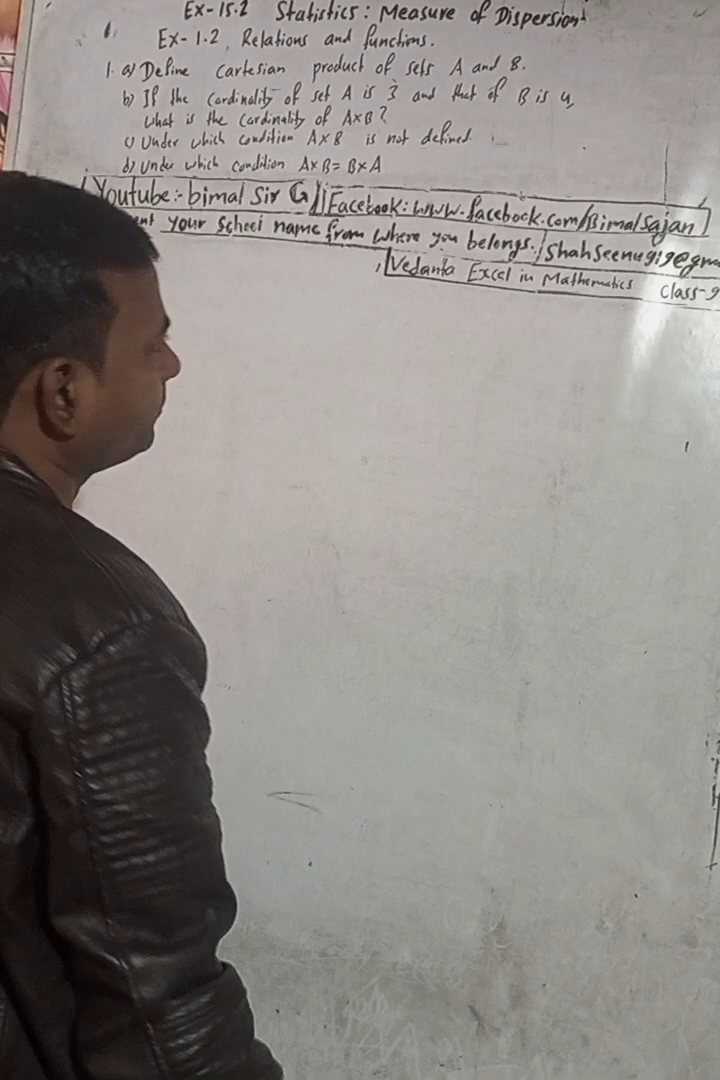 Ex-15.2 Statistics: Measure of Dispersion
Ex-1.2, Relations and functions.
1. a) Define Cartesian product of sets A and B.
b) If the Cardinality of set A is 3 and that of B is 4,
what is the Cardinality of A×B?
c) Under which condition A×B is not defined.
d) Under which condition A×B = B×A
Youtube:- bimal Sir G // Facebook: www.facebook.com/Bimalsajan
your School name from where you belongs. /
Vedanta Excel in Mathematics Class-9